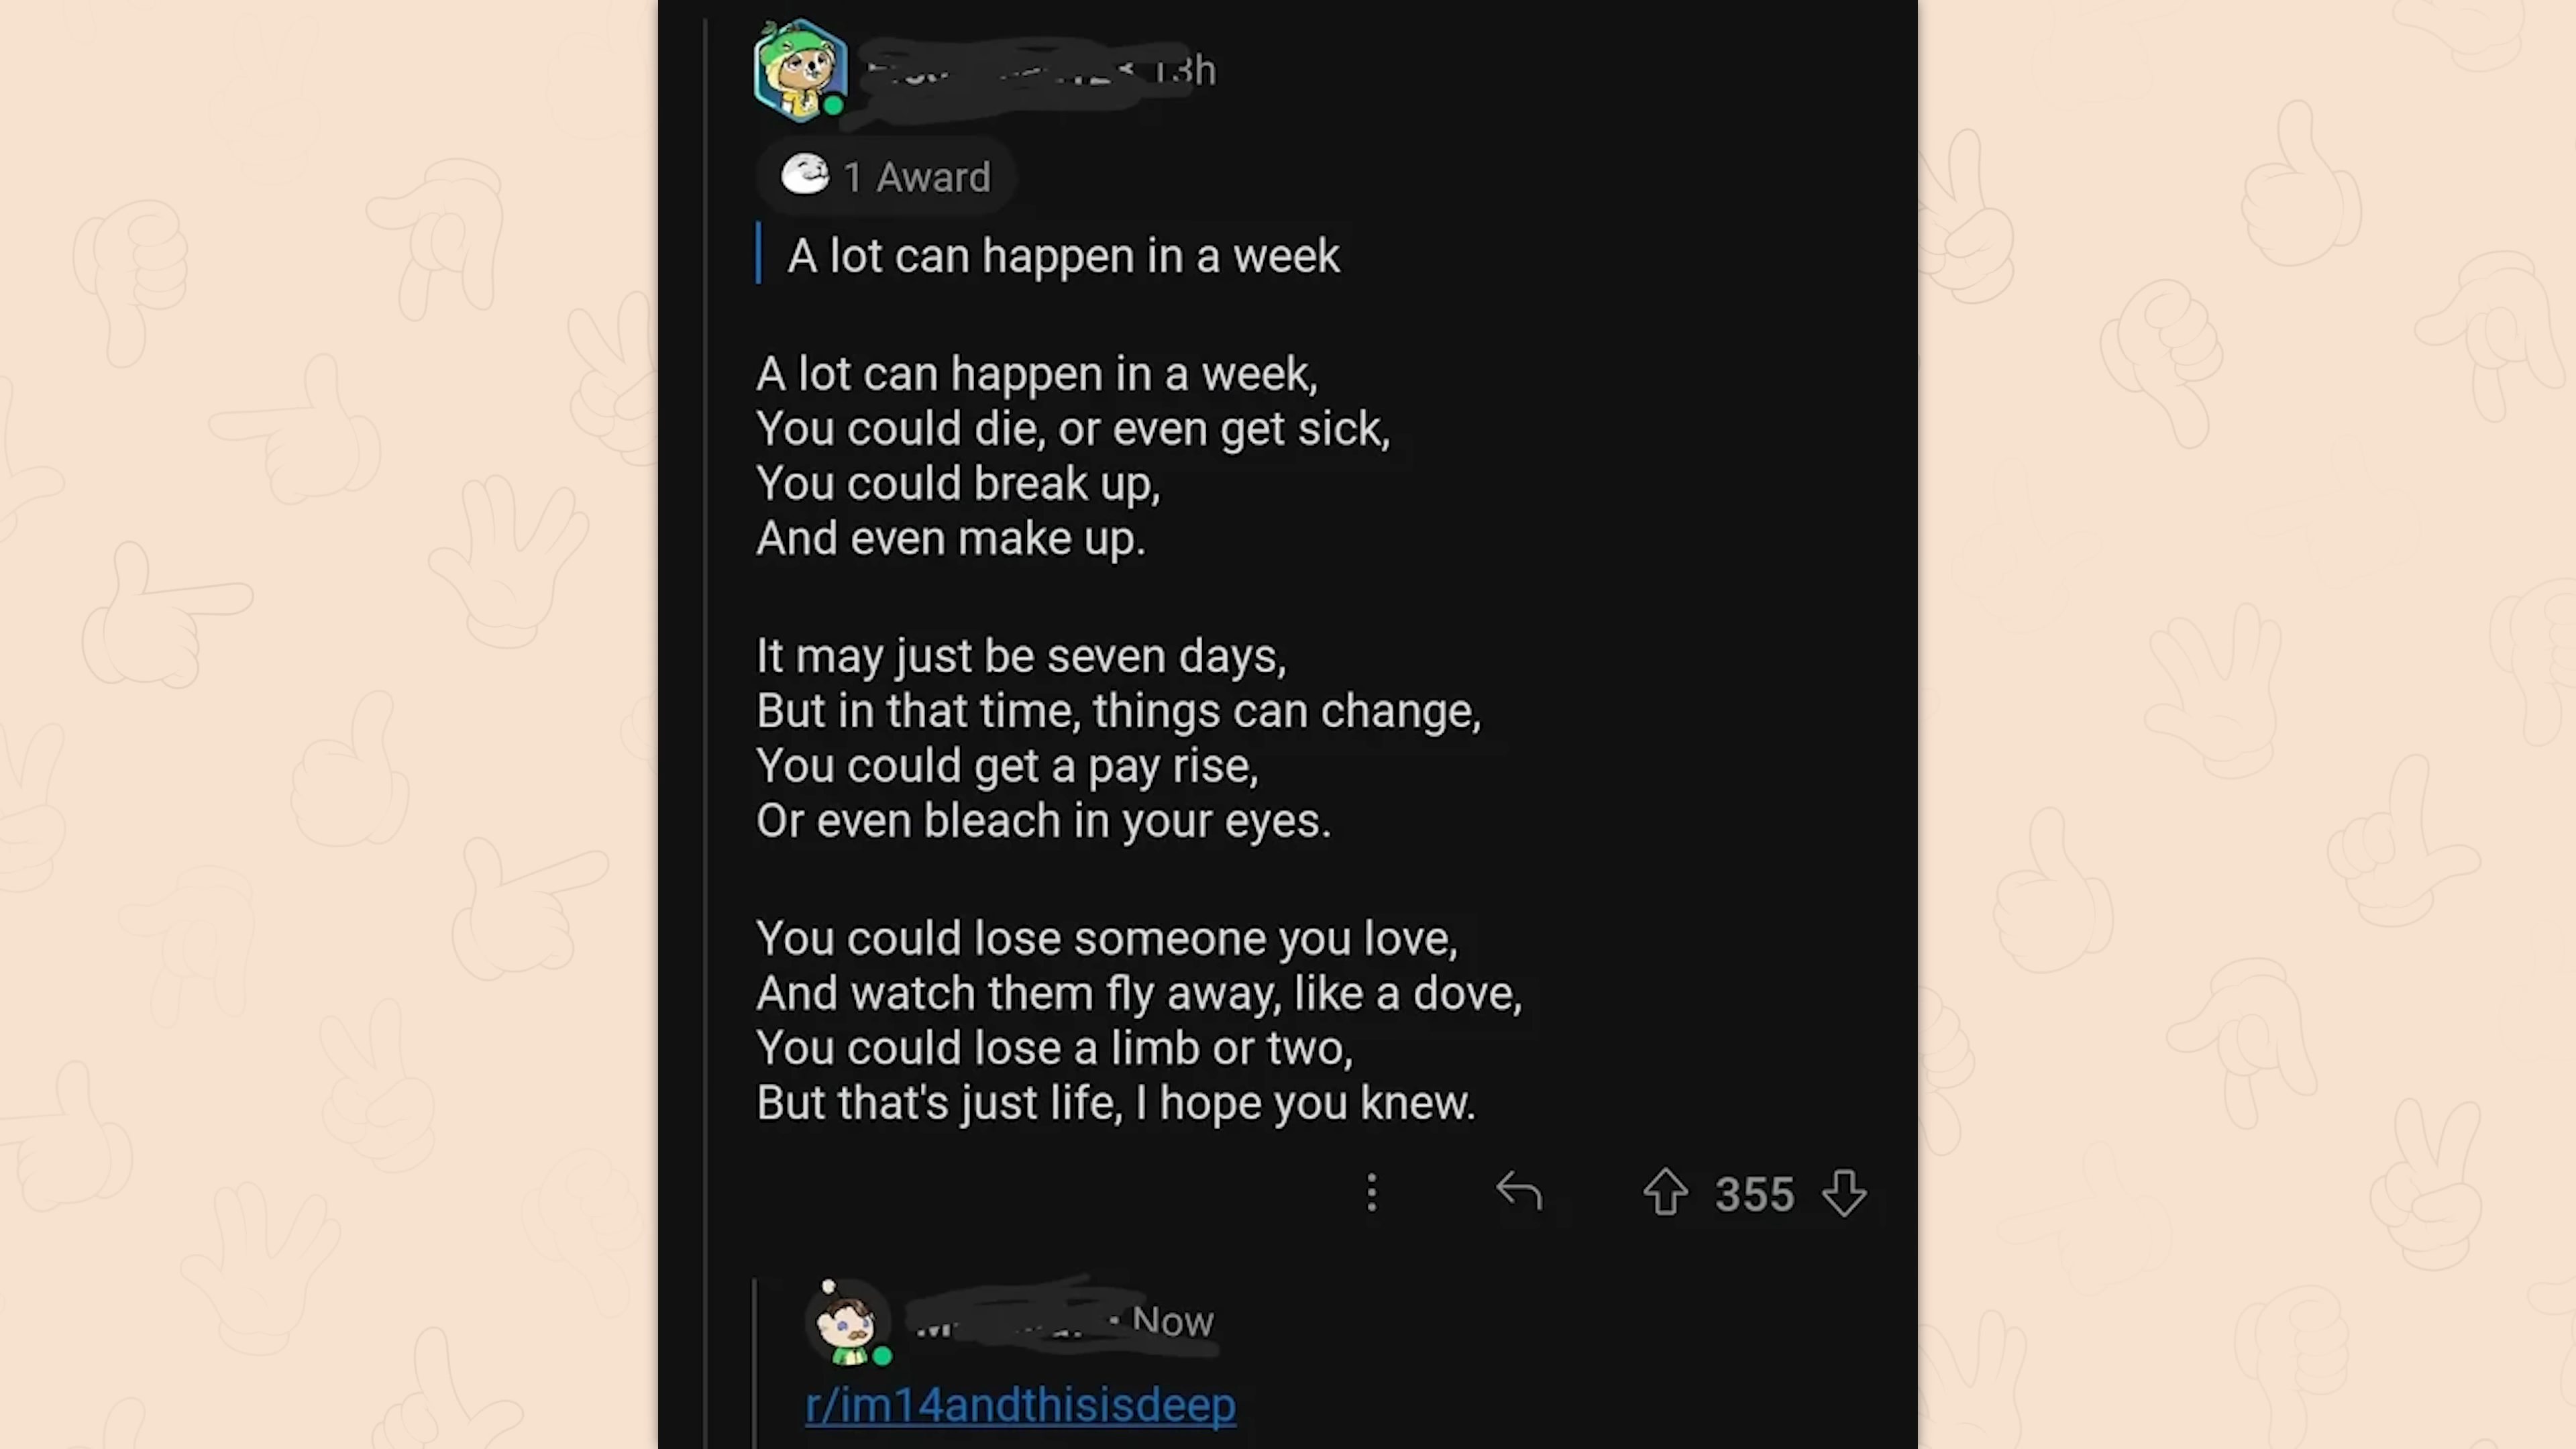 13h
1 Award
A lot can happen in a week
A lot can happen in a week,
You could die, or even get sick,
You could break up,
And even make up.
It may just be seven days,
But in that time, things can change,
You could get a pay rise,
Or even bleach in your eyes.
You could lose someone you love,
And watch them fly away, like a dove,
You could lose a limb or two,
But that's just life, I hope you knew.
355
• Now
r/im14andthisisdeep